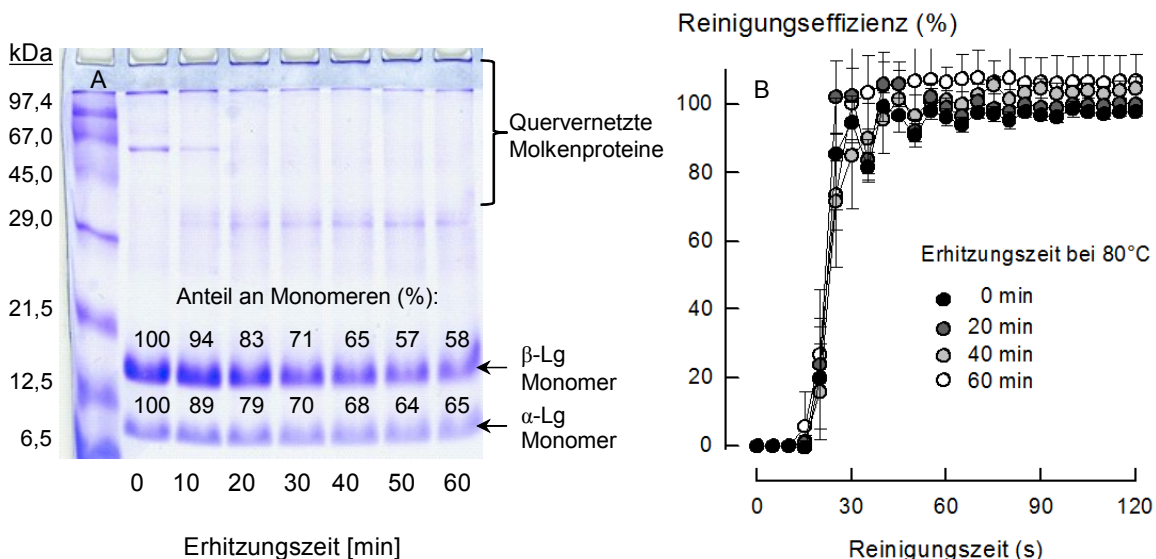 kDa
A
97,4
67,0
45,0
29,0
21,5
12,5
6,5
Quervernetzte
Molkenproteine
Anteil an Monomeren (%):
100 94 83 71 65 57 58
β-Lg
Monomer
100 89 79 70 68 64 65
α-Lg
Monomer
0 10 20 30 40 50 60
Erhitzungszeit [min]
Reinigungseffizienz (%)
B
100
80
60
40
20
0
Erhitzungszeit bei 80°C
0 min
20 min
40 min
60 min
0 30 60 90 120
Reinigungszeit (s)